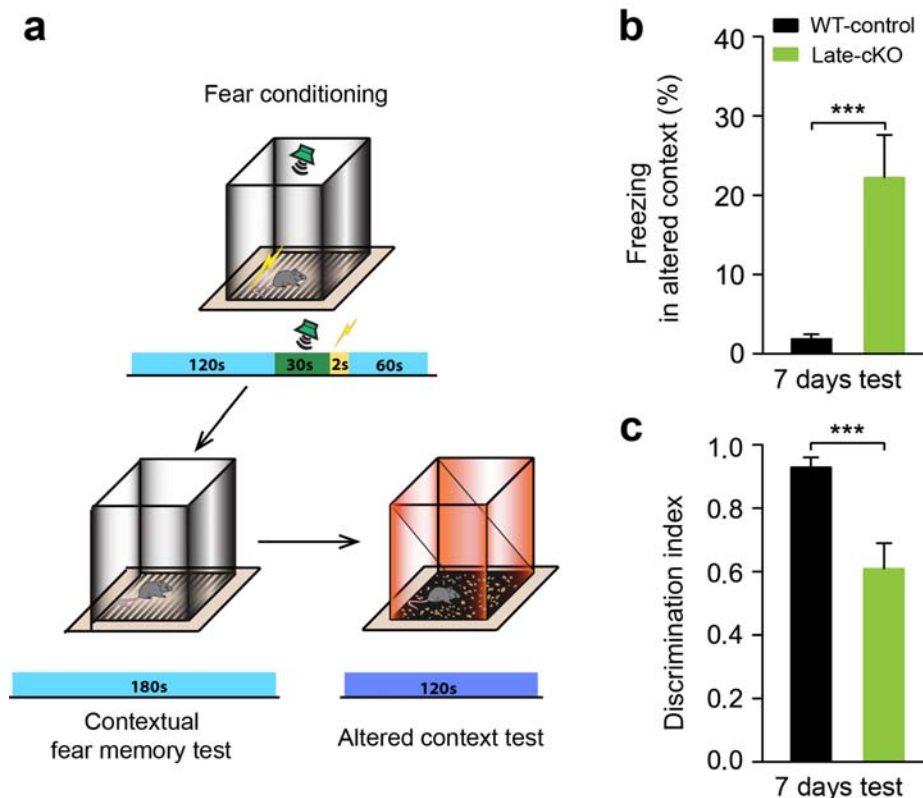 a
Fear conditioning
120s 30s 2s 60s
180s
Contextual
fear memory test
120s
Altered context test
b
WT-control
Late-cKO
Freezing
in altered context (%)
40
30
20
10
0
***
7 days test
c
Discrimination index
1.0
0.8
0.6
0.4
0.2
0.0
***
7 days test